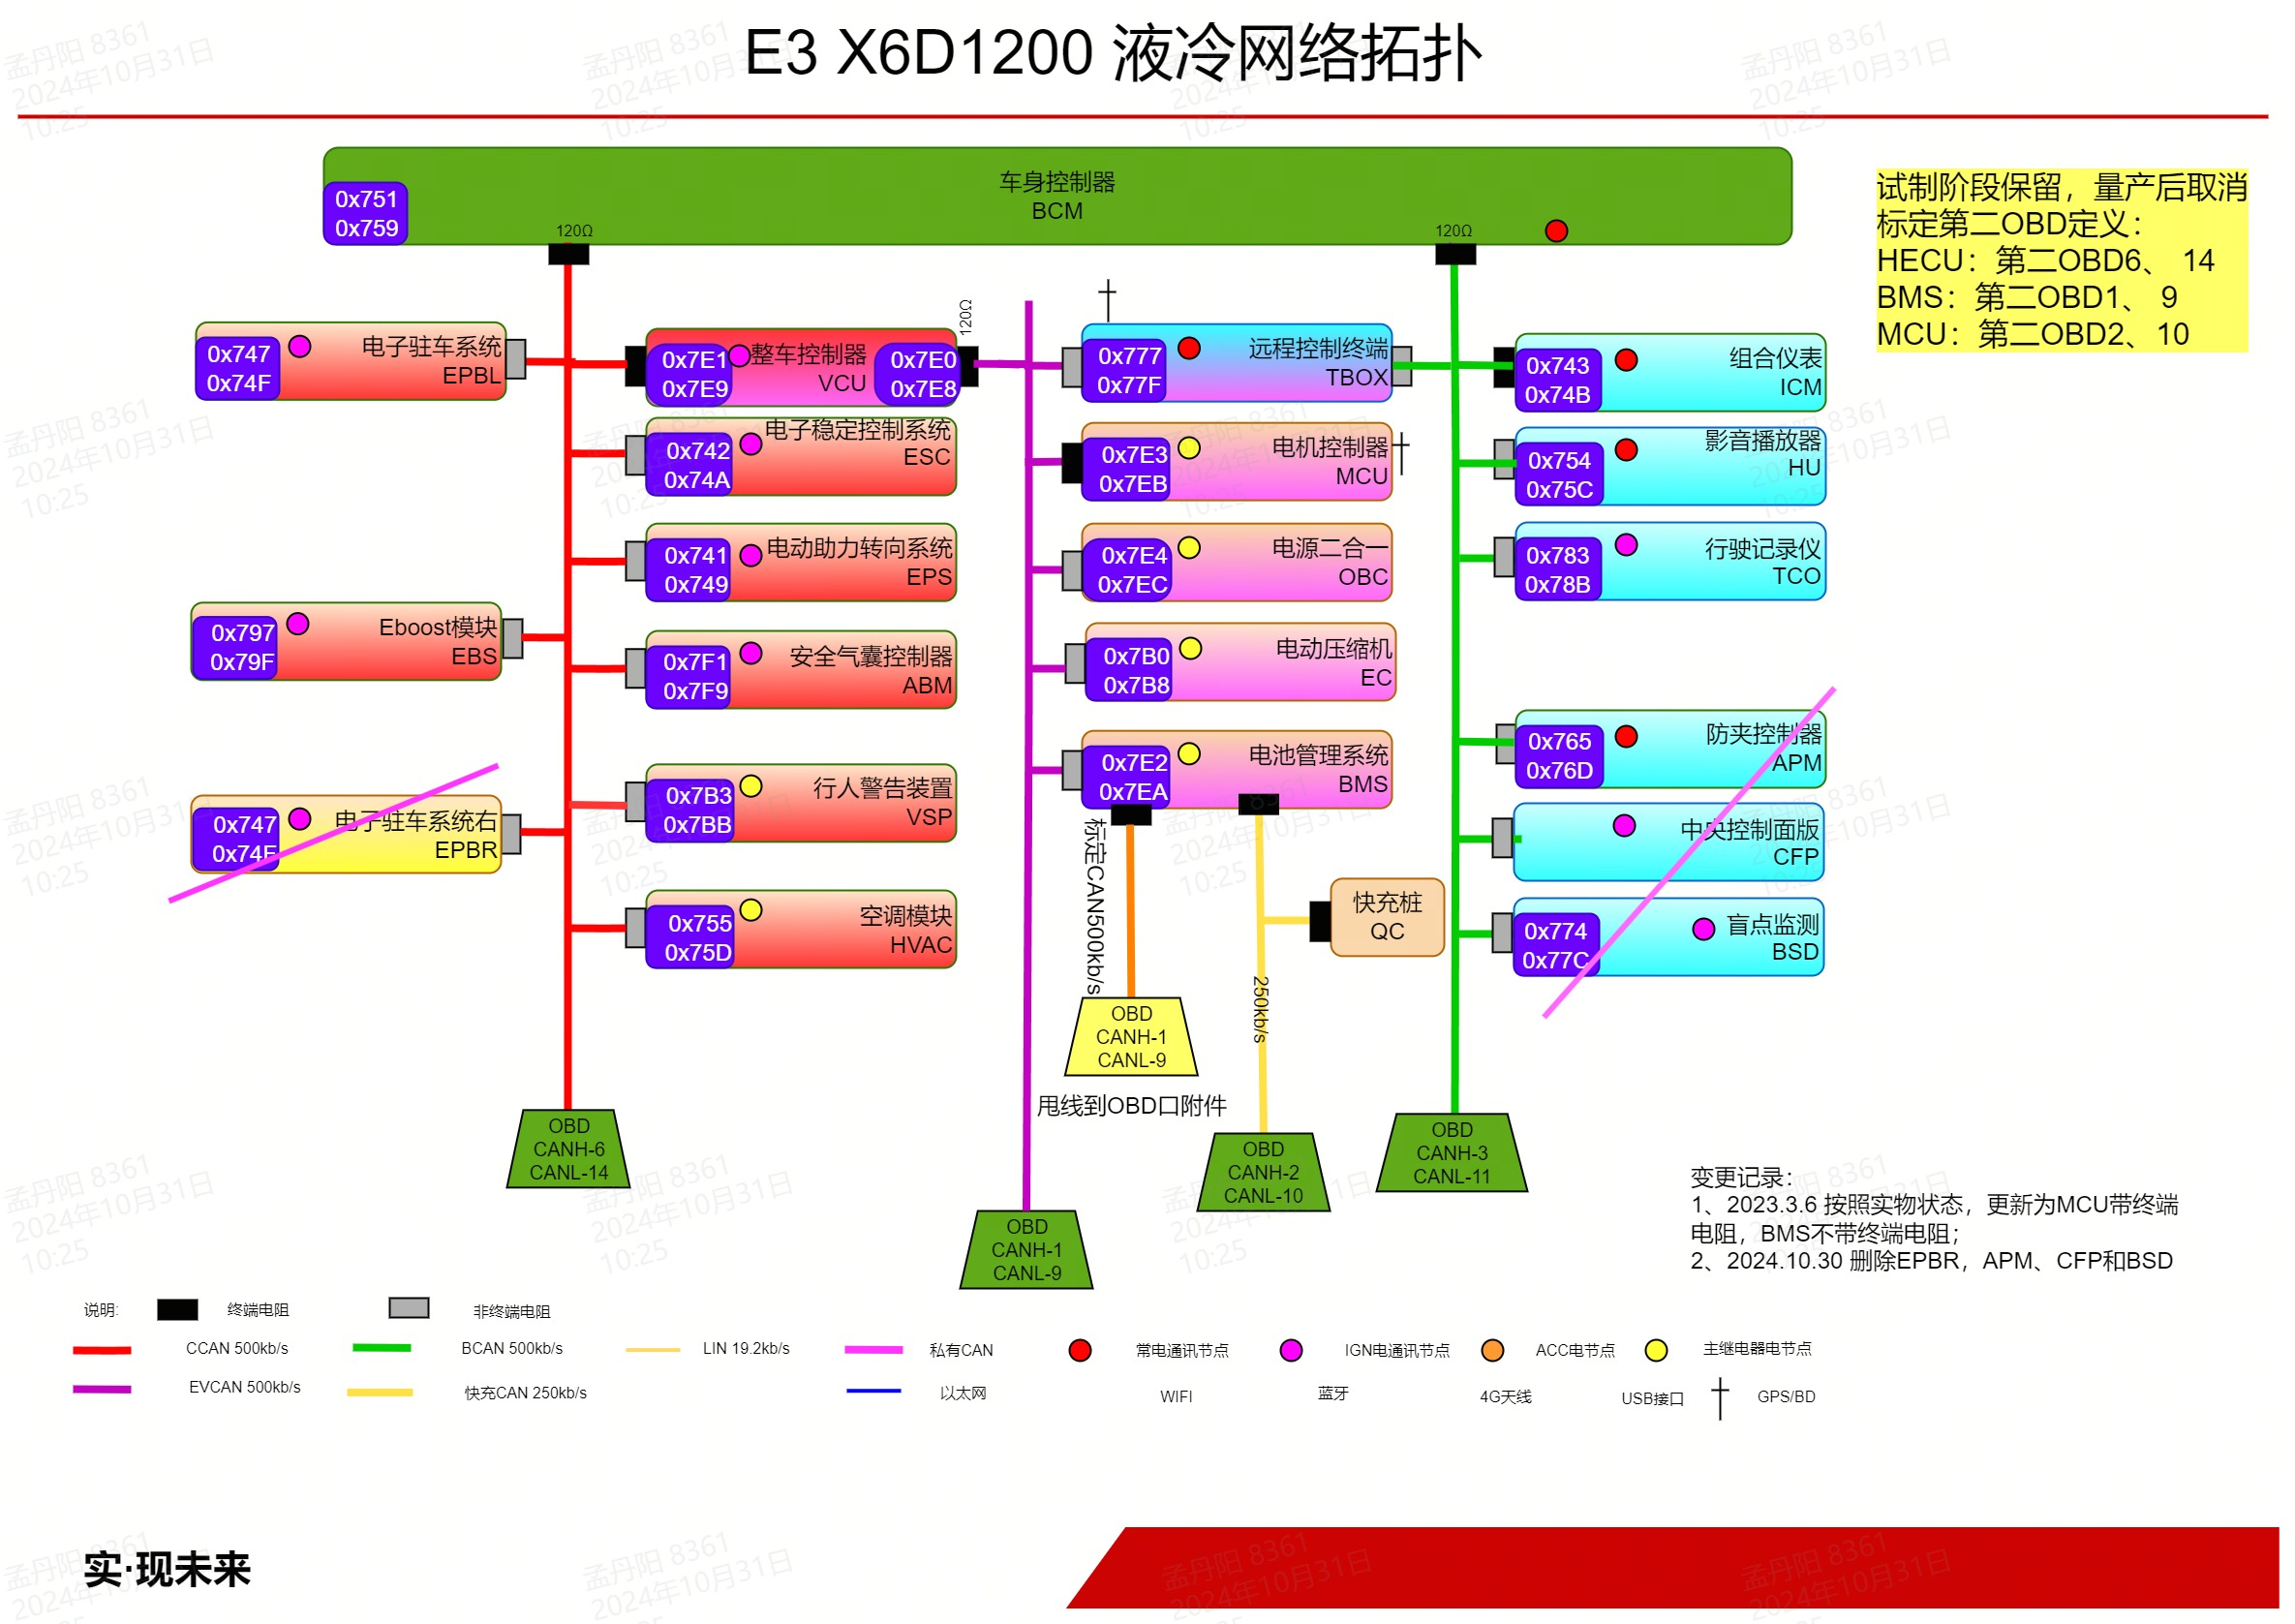 E3 X6D1200 液冷网络拓扑
车身控制器
BCM
0x751
0x759
120Ω
120Ω
试制阶段保留，量产后取消
标定第二OBD定义：
HECU：第二OBD6、 14
BMS：第二OBD1、 9
MCU：第二OBD2、10
0x747
0x74F
电子驻车系统
EPBL
0x797
0x79F
Eboost模块
EBS
0x747
0x74F
电子驻车系统右
EPBR
0x7E1
0x7E9
整车控制器
VCU
0x7E0
0x7E8
120Ω
0x742
0x74A
电子稳定控制系统
ESC
0x741
0x749
电动助力转向系统
EPS
0x7F1
0x7F9
安全气囊控制器
ABM
0x7B3
0x7BB
行人警告装置
VSP
0x755
0x75D
空调模块
HVAC
0x777
0x77F
远程控制终端
TBOX
0x7E3
0x7EB
电机控制器
MCU
0x7E4
0x7EC
电源二合一
OBC
0x7B0
0x7B8
电动压缩机
EC
0x7E2
0x7EA
电池管理系统
BMS
标定CAN500kb/s
250kb/s
快充桩
QC
0x743
0x74B
组合仪表
ICM
0x754
0x75C
影音播放器
HU
0x783
0x78B
行驶记录仪
TCO
0x765
0x76D
防夹控制器
APM
中央控制面版
CFP
0x774
0x77C
盲点监测
BSD
OBD
CANH-6
CANL-14
OBD
CANH-1
CANL-9
甩线到OBD口附件
OBD
CANH-1
CANL-9
OBD
CANH-2
CANL-10
OBD
CANH-3
CANL-11
变更记录：
1、2023.3.6 按照实物状态，更新为MCU带终端
电阻，BMS不带终端电阻；
2、2024.10.30 删除EPBR，APM、CFP和BSD
说明:
终端电阻
非终端电阻
CCAN 500kb/s
BCAN 500kb/s
LIN 19.2kb/s
私有CAN
常电通讯节点
IGN电通讯节点
ACC电节点
主继电器电节点
EVCAN 500kb/s
快充CAN 250kb/s
以太网
WIFI
蓝牙
4G天线
USB接口
GPS/BD
实·现未来
孟丹阳 8361
2024年10月31日
10:25